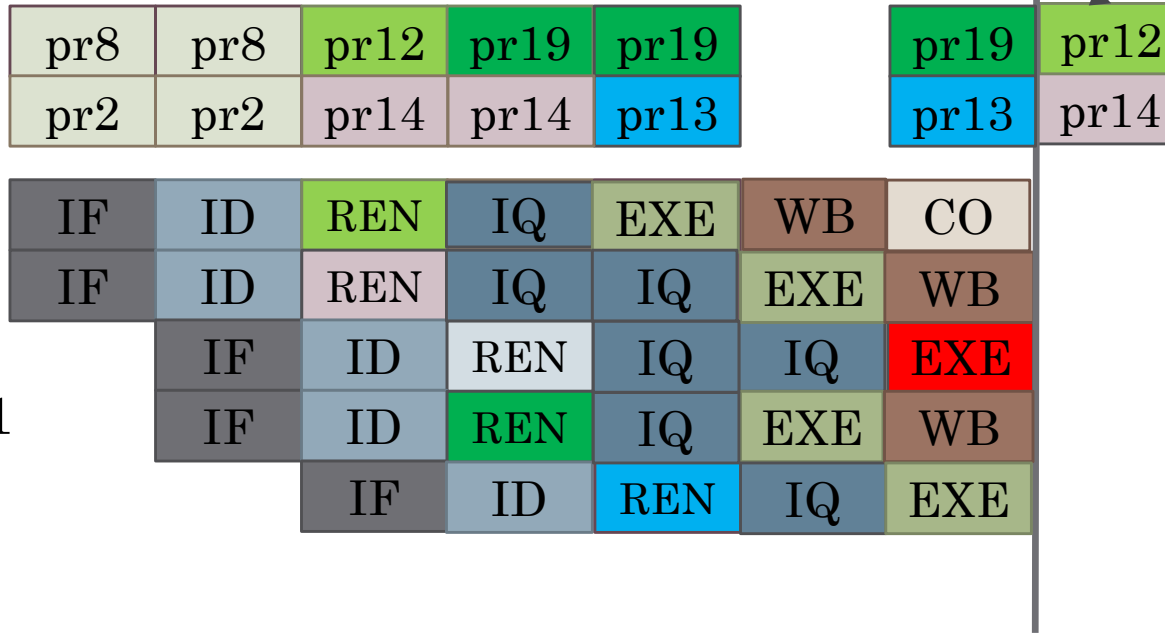 pr8 pr8 pr12 pr19 pr19 pr19 pr12
pr2 pr2 pr14 pr14 pr13 pr13 pr14
IF ID REN IQ EXE WB CO
IF ID REN IQ IQ EXE WB
IF ID REN IQ IQ EXE
1 IF ID REN IQ EXE WB
IF ID REN IQ EXE